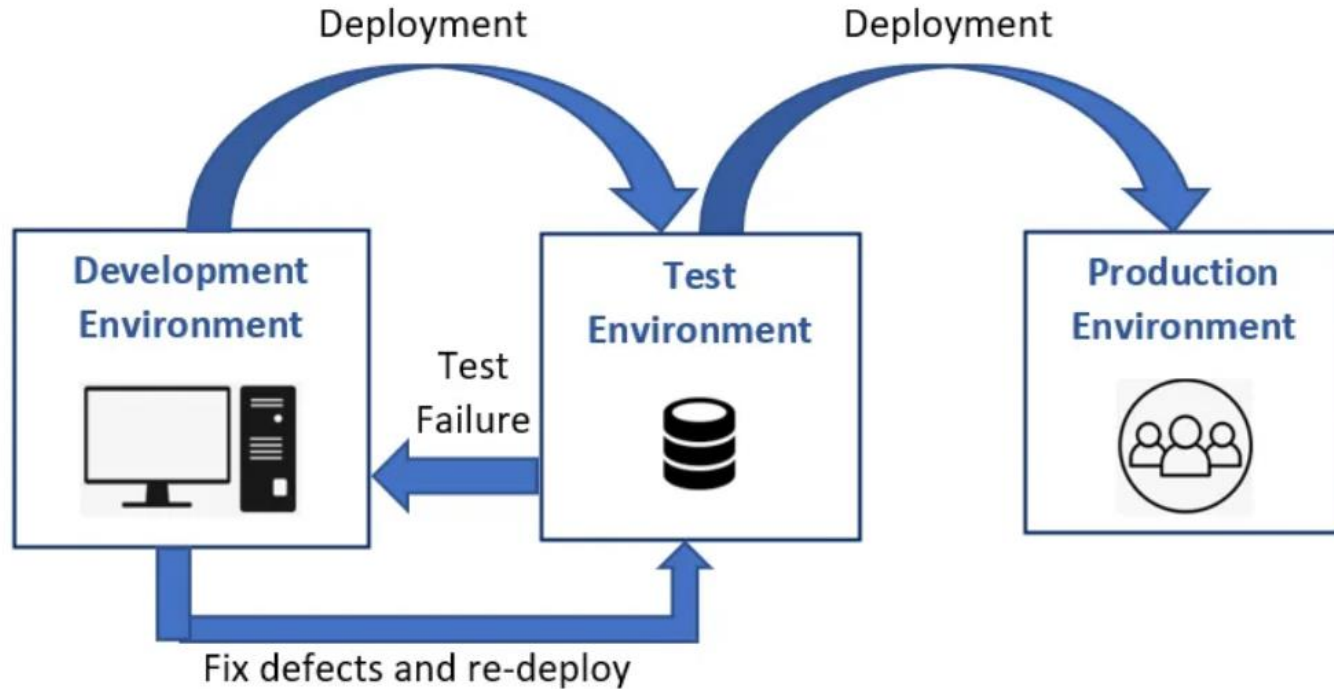 Deployment
Deployment
Development
Environment
Test
Environment
Production
Environment
Test
Failure
Fix defects and re-deploy